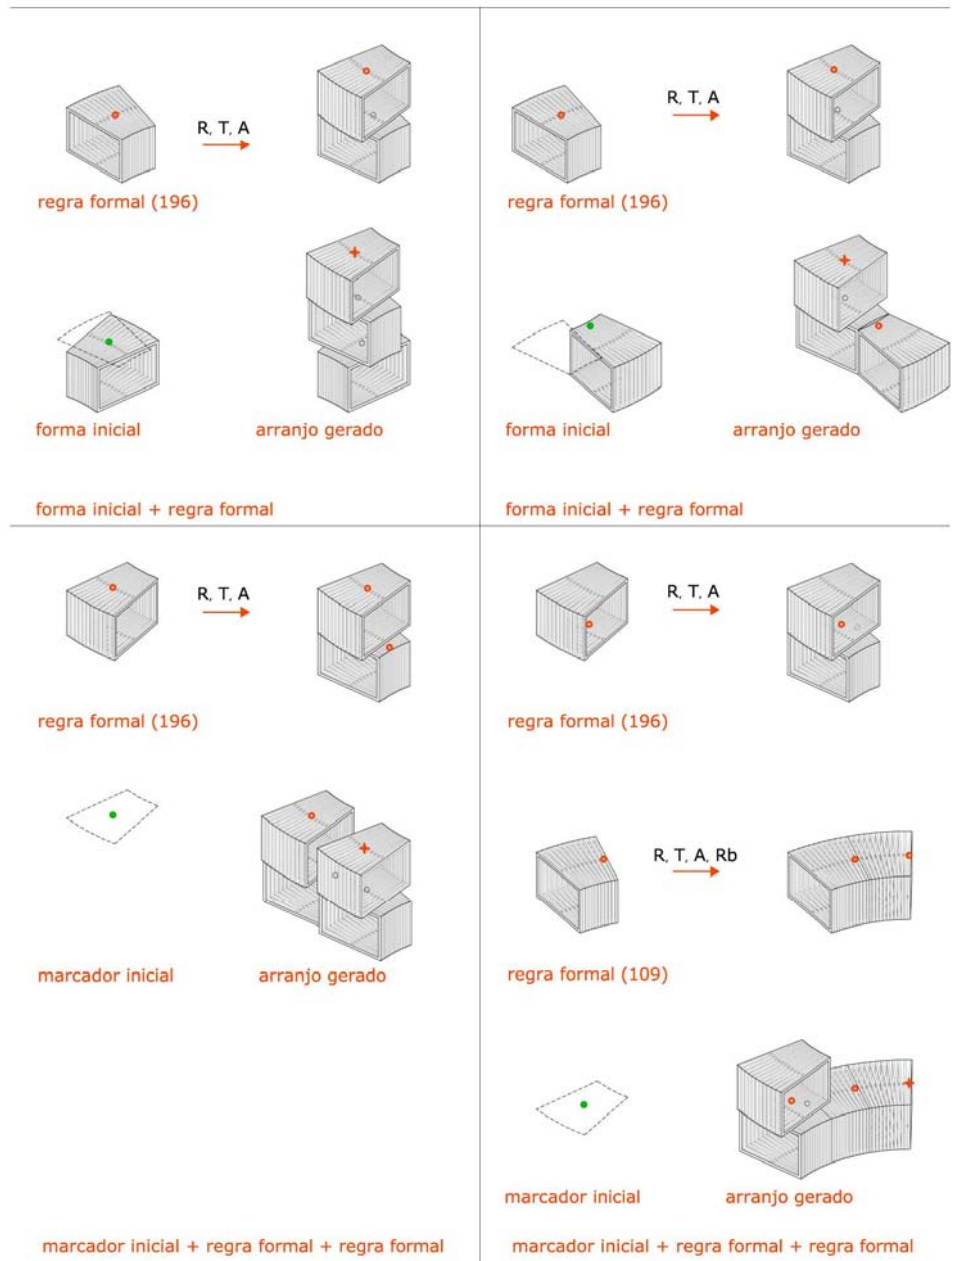 R, T, A
regra formal (196)
forma inicial
arranjo gerado
forma inicial + regra formal
R, T, A
regra formal (196)
forma inicial
arranjo gerado
forma inicial + regra formal
R, T, A
regra formal (196)
marcador inicial
arranjo gerado
marcador inicial + regra formal + regra formal
R, T, A
regra formal (196)
R, T, A, Rb
regra formal (109)
marcador inicial
arranjo gerado
marcador inicial + regra formal + regra formal